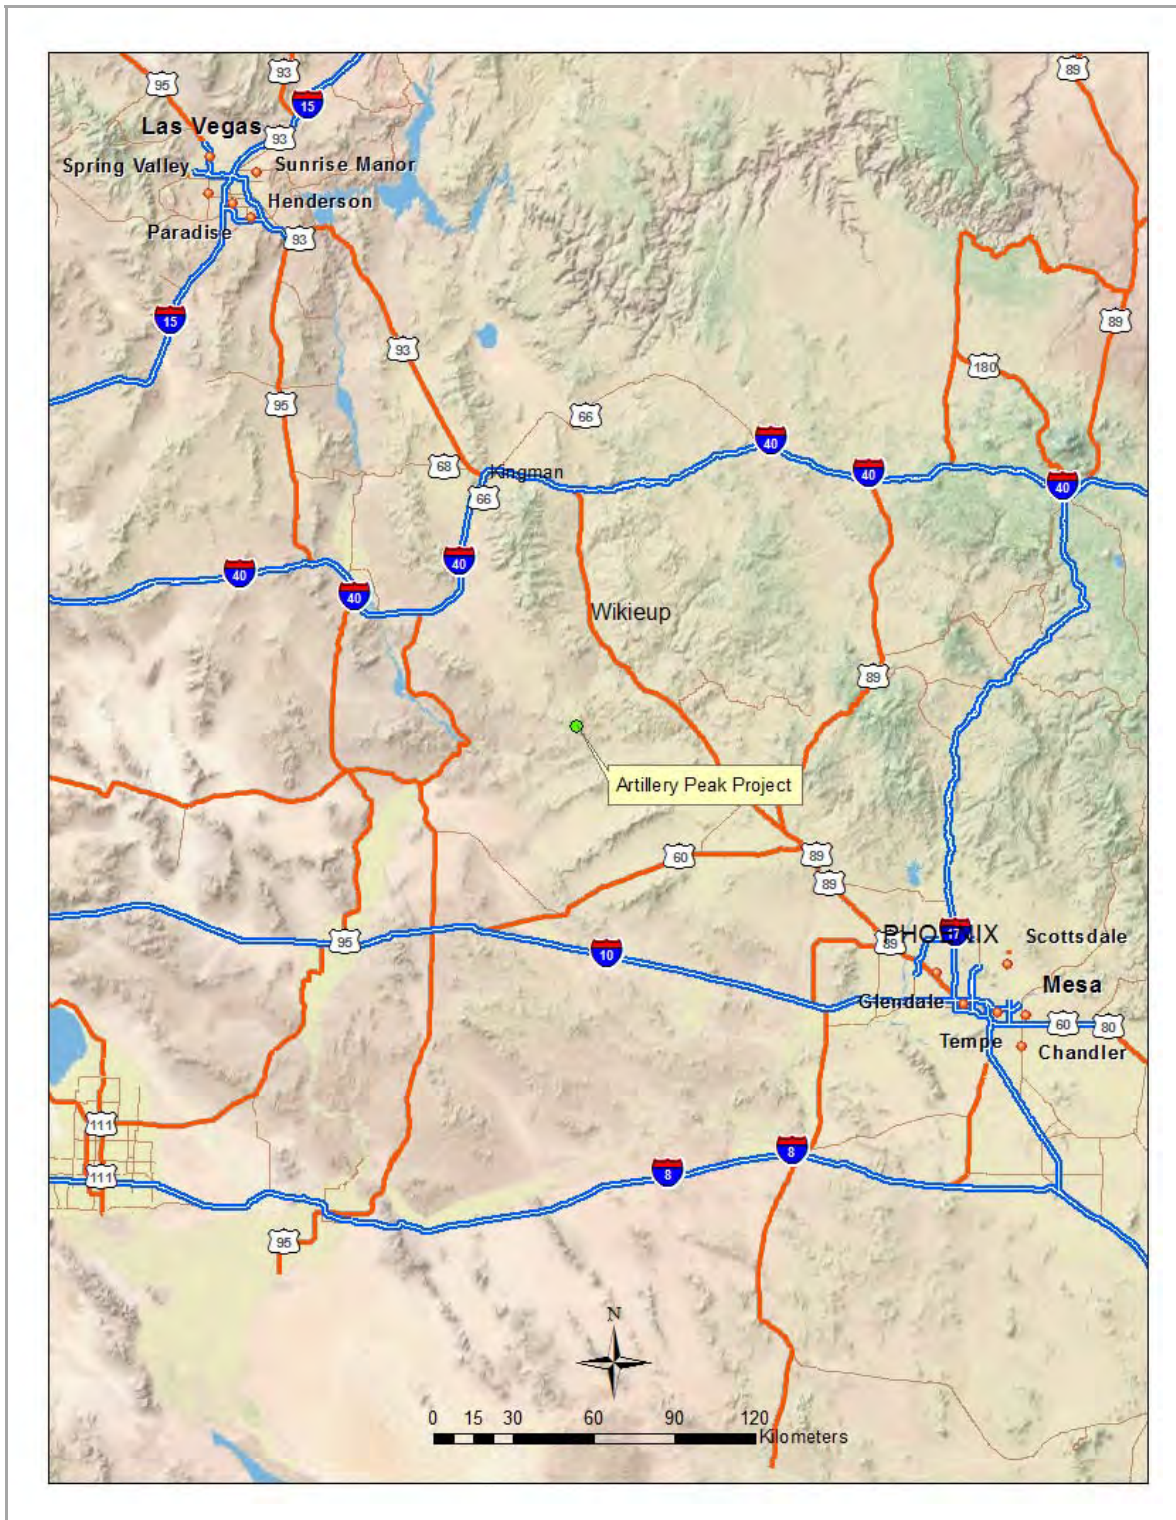 93
89
95
15
Las Vegas
93
Spring Valley
Sunrise Manor
Henderson
Paradise
93
15
89
93
180
95
66
40
68
Kingman
40
40
66
40
40
40
Wikieup
89
Artillery Peak Project
60
89
89
PHOENIX
89
Scottsdale
95
10
Mesa
Glendale
60
80
Tempe
Chandler
111
8
8
111
95
N
0 15 30 60 90 120
Kilometers